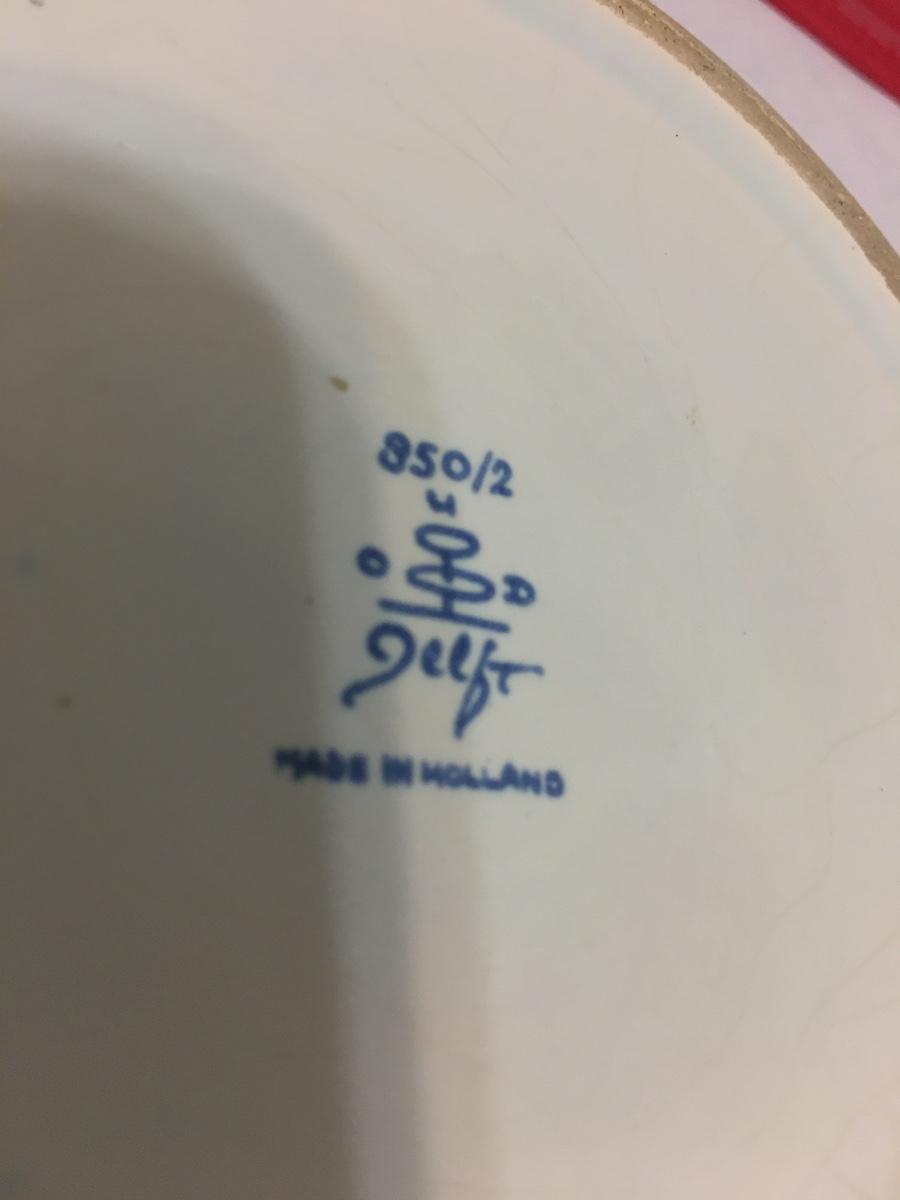 850/2
O D
Delft
MADE IN HOLLAND